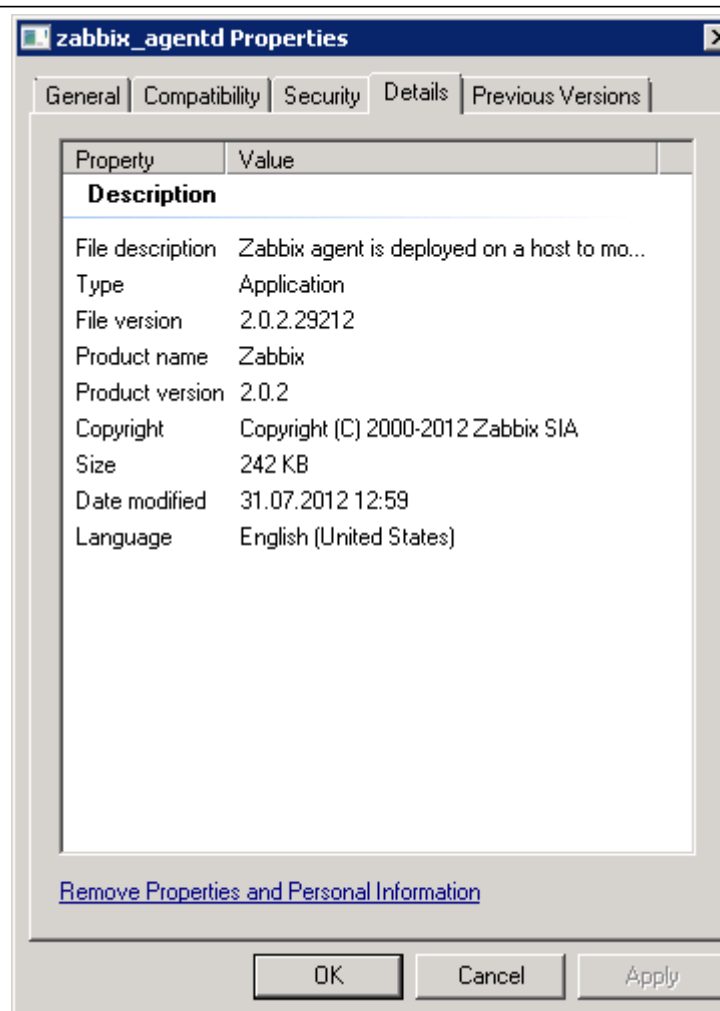 zabbix_agentd Properties
General Compatibility Security Details Previous Versions
Property Value
Description
File description Zabbix agent is deployed on a host to mo...
Type Application
File version 2.0.2.29212
Product name Zabbix
Product version 2.0.2
Copyright Copyright (C) 2000-2012 Zabbix SIA
Size 242 KB
Date modified 31.07.2012 12:59
Language English (United States)
Remove Properties and Personal Information
OK Cancel Apply